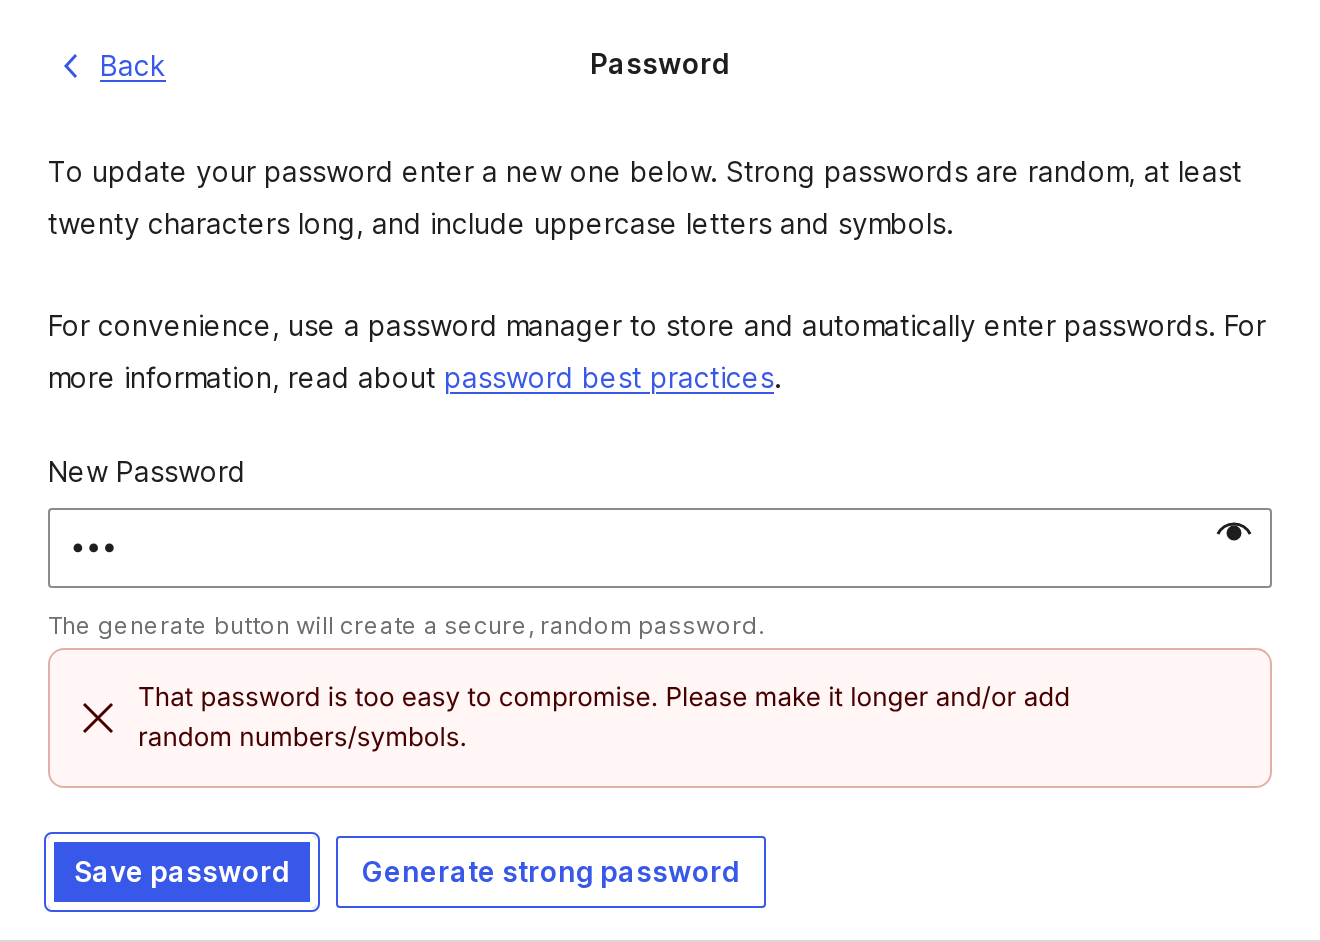 Back
Password
To update your password enter a new one below. Strong passwords are random, at least
twenty characters long, and include uppercase letters and symbols.
For convenience, use a password manager to store and automatically enter passwords. For
more information, read about password best practices.
New Password
•••
The generate button will create a secure, random password.
That password is too easy to compromise. Please make it longer and/or add
random numbers/symbols.
Save password
Generate strong password